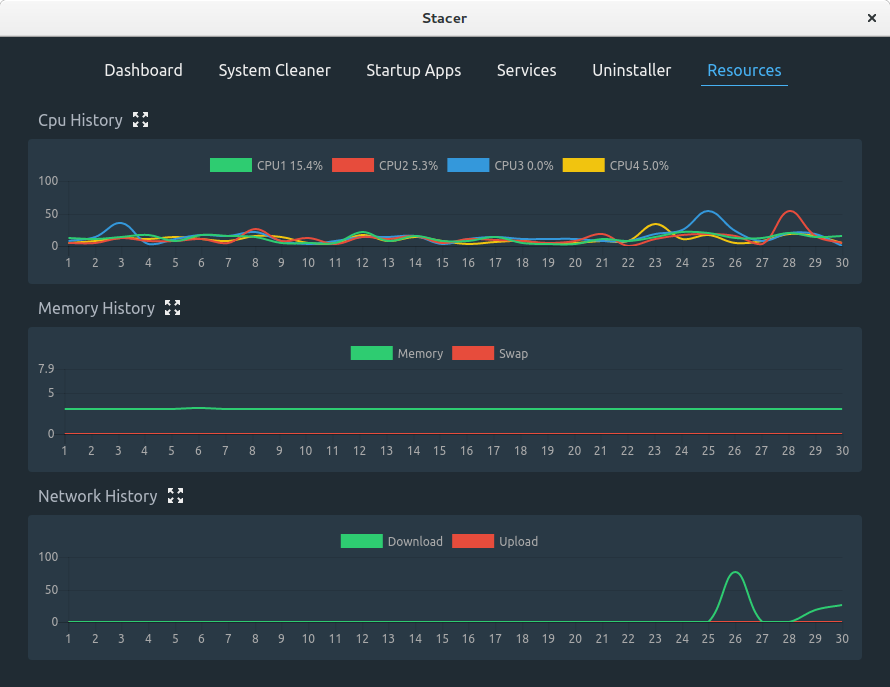 Stacer ×
Dashboard System Cleaner Startup Apps Services Uninstaller Resources
Cpu History
CPU1 15.4% CPU2 5.3% CPU3 0.0% CPU4 5.0%
100
50
0
1 2 3 4 5 6 7 8 9 10 11 12 13 14 15 16 17 18 19 20 21 22 23 24 25 26 27 28 29 30
Memory History
Memory Swap
7.9
5
0
1 2 3 4 5 6 7 8 9 10 11 12 13 14 15 16 17 18 19 20 21 22 23 24 25 26 27 28 29 30
Network History
Download Upload
100
50
0
1 2 3 4 5 6 7 8 9 10 11 12 13 14 15 16 17 18 19 20 21 22 23 24 25 26 27 28 29 30